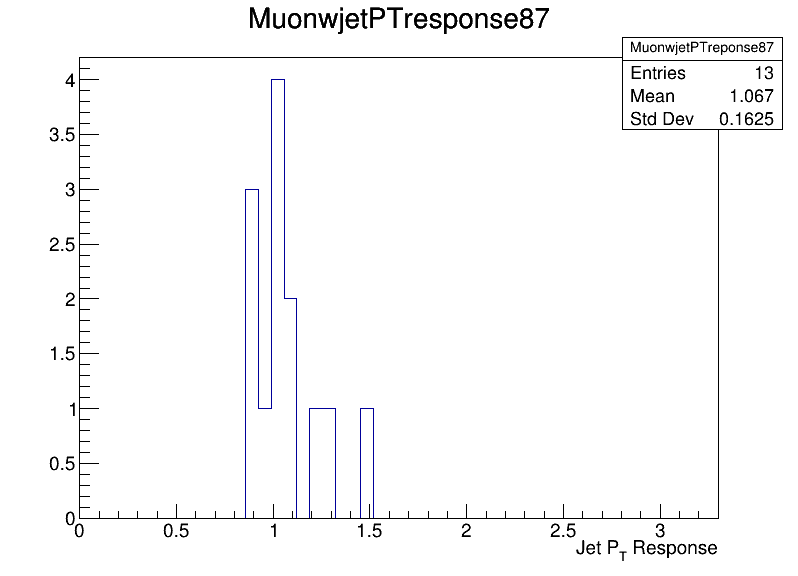 MuonwjetPTresponse87
MuonwjetPTreponse87
Entries 13
Mean 1.067
Std Dev 0.1625
4
3.5
3
2.5
2
1.5
1
0.5
0
0 0.5 1 1.5 2 2.5 3
Jet PT Response